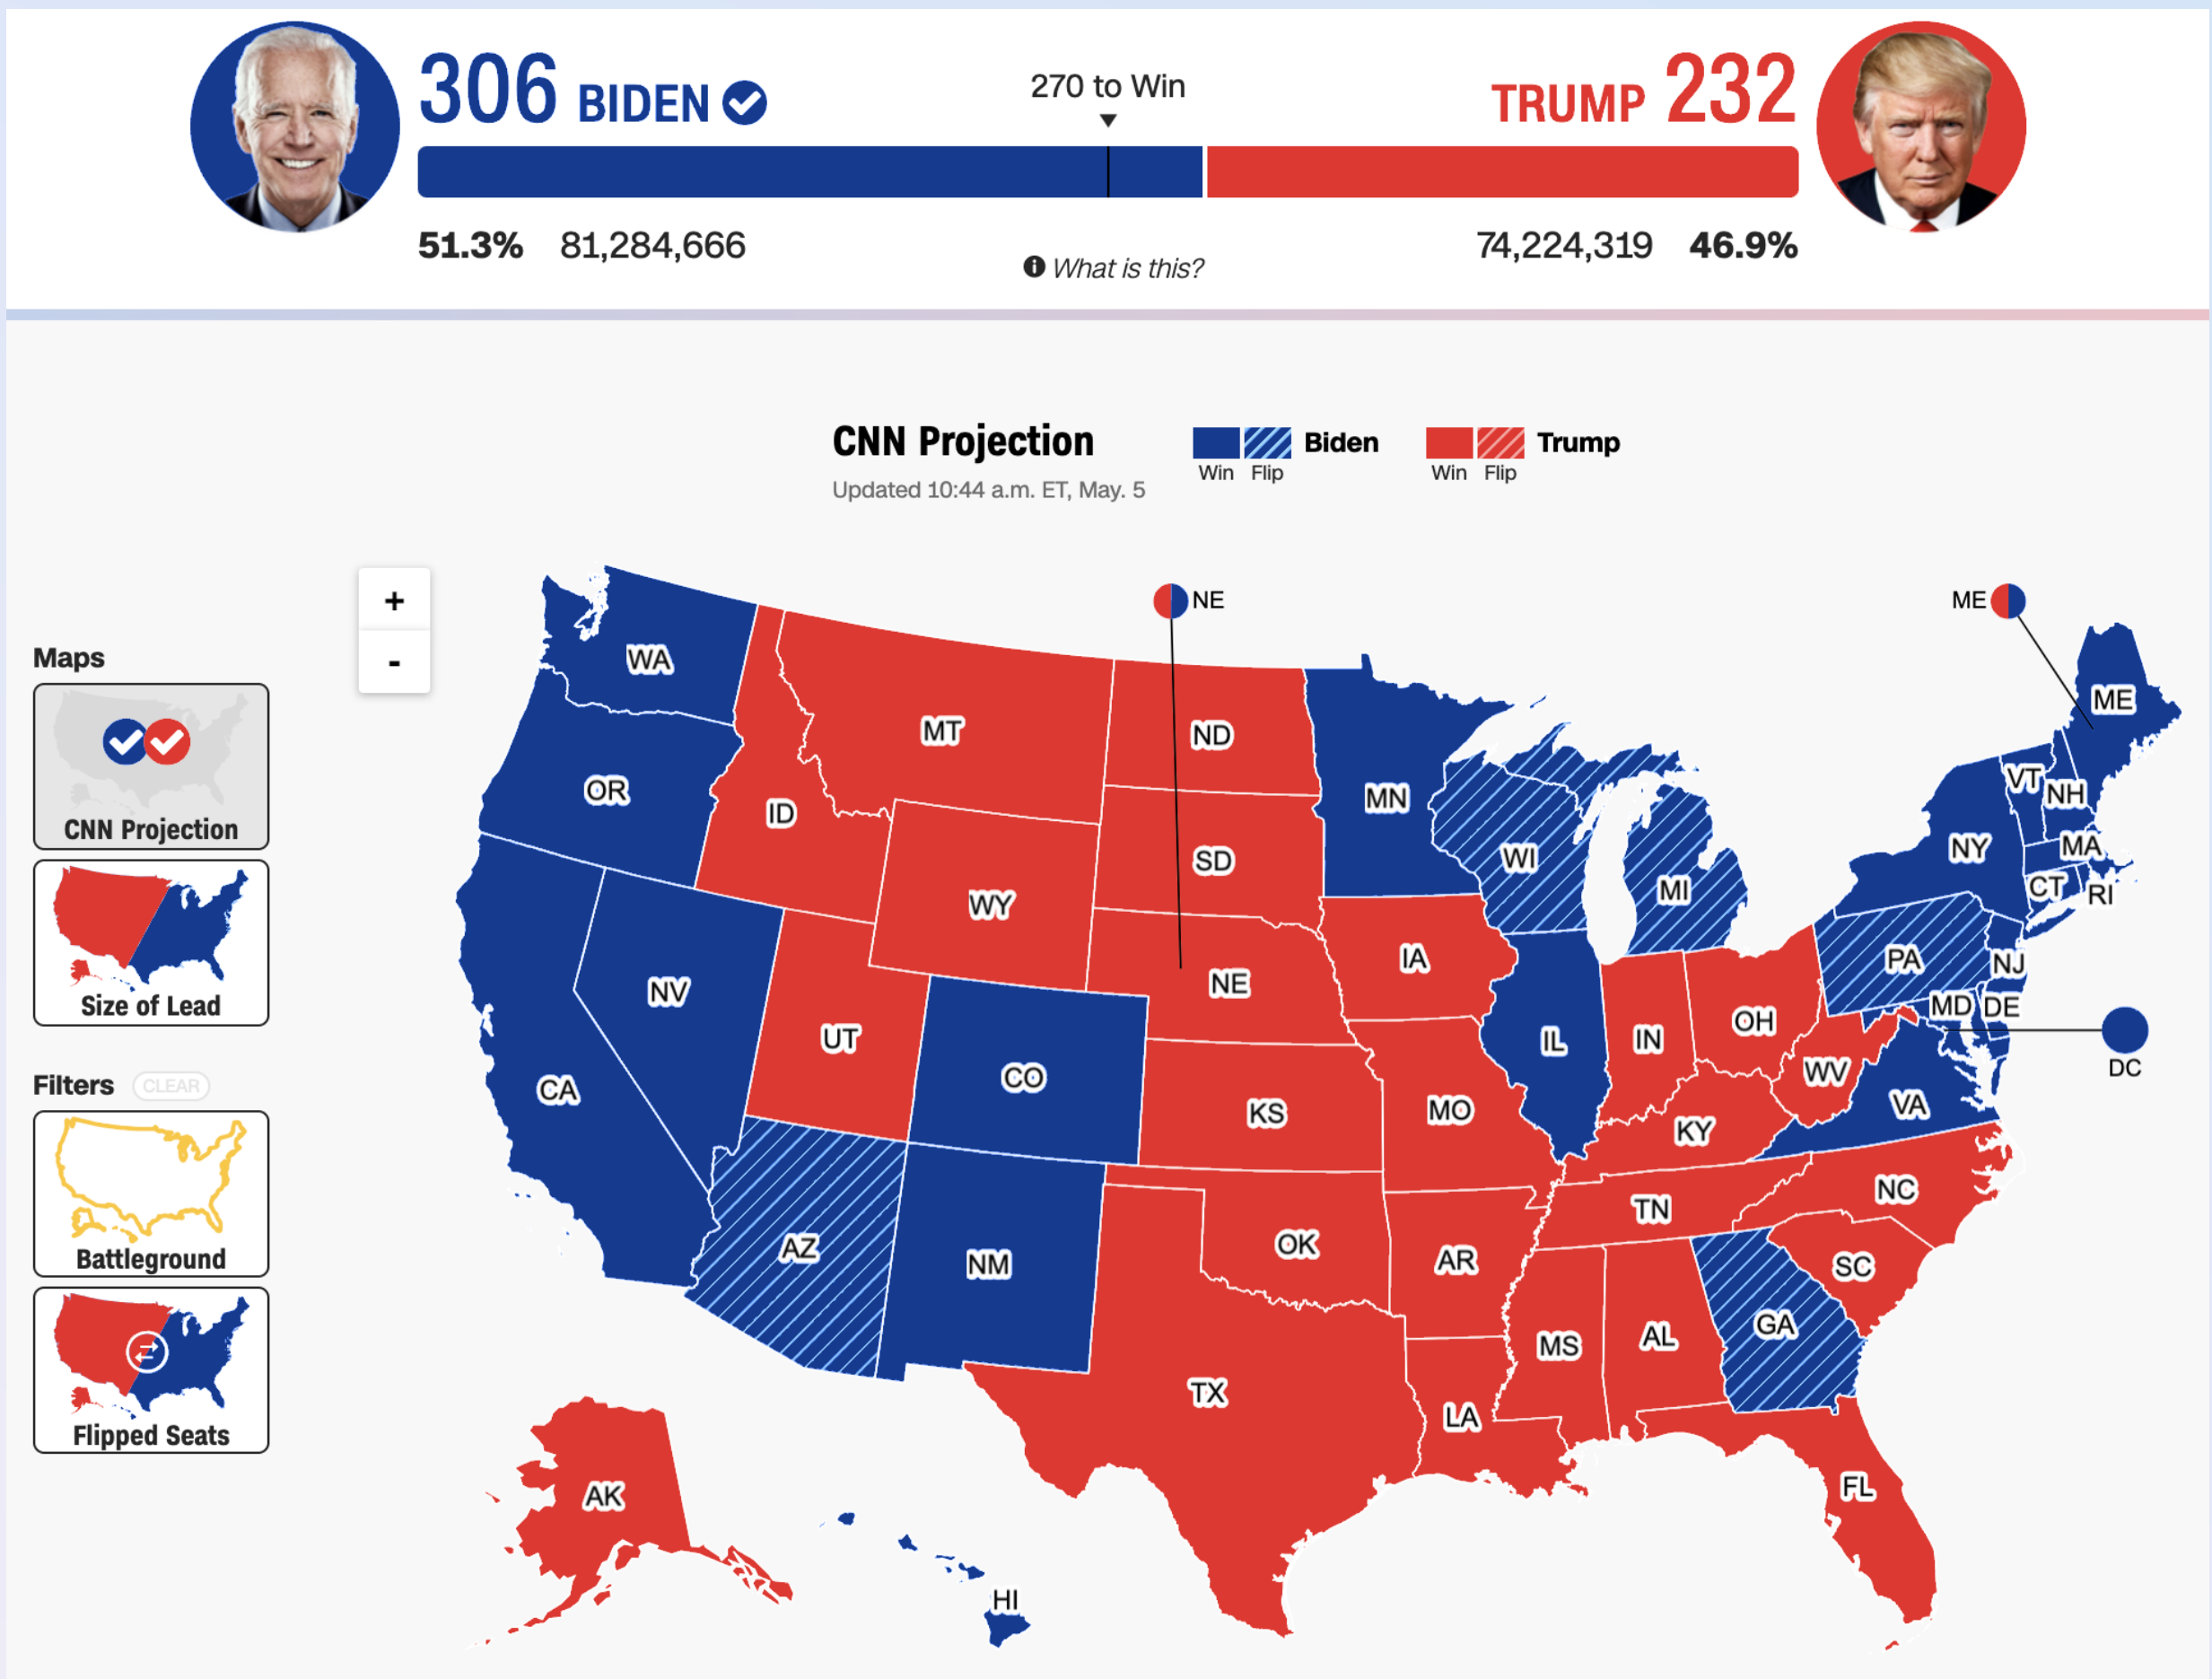 306 BIDEN
270 to Win
TRUMP 232
51.3% 81,284,666
74,224,319 46.9%
What is this?
CNN Projection
Updated 10:44 a.m. ET, May. 5
Win Flip Biden
Win Flip Trump
+
-
Maps
CNN Projection
Size of Lead
Filters CLEAR
Battleground
Flipped Seats
NE
ME
WA
ME
MT
ND
OR
ID
MN
VT
NH
WI
MI
NY
MA
SD
CT
RI
WY
IA
PA
NJ
NV
NE
MD DE
UT
IL
IN
OH
DC
CO
CA
KS
MO
WV
VA
KY
NC
TN
AZ
NM
OK
AR
SC
MS
AL
GA
TX
LA
FL
AK
HI